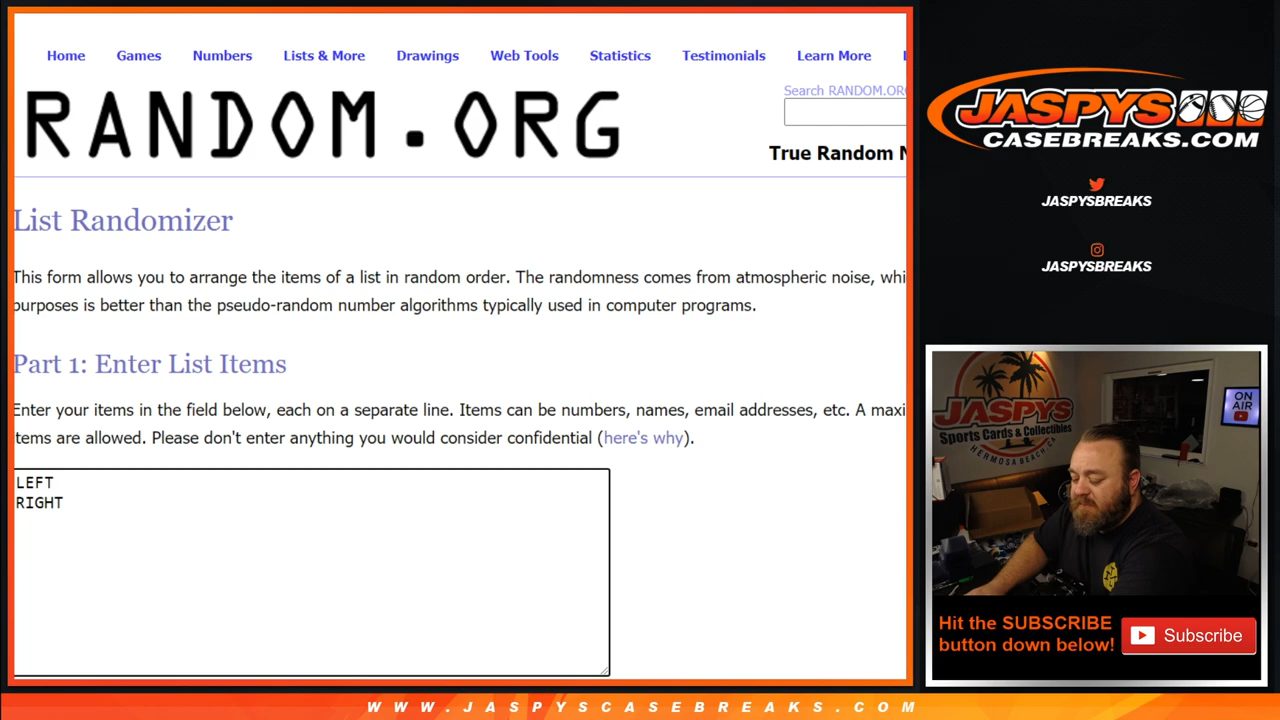 Home Games Numbers Lists & More Drawings Web Tools Statistics Testimonials Learn More
RANDOM.ORG
Search RANDOM.ORG
True Random N
List Randomizer
This form allows you to arrange the items of a list in random order. The randomness comes from atmospheric noise, whi
purposes is better than the pseudo-random number algorithms typically used in computer programs.
Part 1: Enter List Items
Enter your items in the field below, each on a separate line. Items can be numbers, names, email addresses, etc. A maxi
items are allowed. Please don't enter anything you would consider confidential (here's why).
LEFT
RIGHT
JASPYS
CASEBREAKS.COM
JASPYSBREAKS
JASPYSBREAKS
JASPYS
Sports Cards & Collectibles
HERMOSA BEACH, CA
ON
AIR
Hit the SUBSCRIBE
button down below!
Subscribe
WWW.JASPYSCASEBREAKS.COM